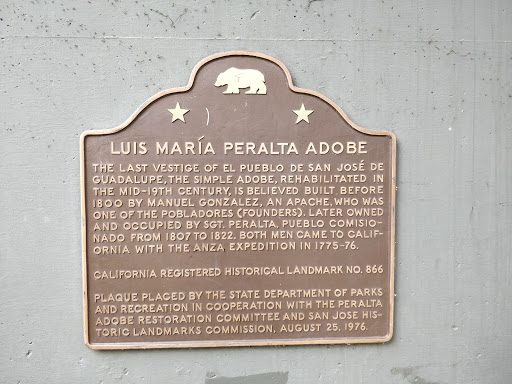 LUIS MARÍA PERALTA ADOBE
THE LAST VESTIGE OF EL PUEBLO DE SAN JOSÉ DE
GUADALUPE, THE SIMPLE ADOBE, REHABILITATED IN
THE MID-19TH CENTURY, IS BELIEVED BUILT BEFORE
1800 BY MANUEL GONZALEZ, AN APACHE, WHO WAS
ONE OF THE POBLADORES (FOUNDERS). LATER OWNED
AND OCCUPIED BY SGT. PERALTA, PUEBLO COMISIO-
NADO FROM 1807 TO 1822. BOTH MEN CAME TO CALIF-
ORNIA WITH THE ANZA EXPEDITION IN 1775-76.
CALIFORNIA REGISTERED HISTORICAL LANDMARK NO. 866
PLAQUE PLACED BY THE STATE DEPARTMENT OF PARKS
AND RECREATION IN COOPERATION WITH THE PERALTA
ADOBE RESTORATION COMMITTEE AND SAN JOSE HIS-
TORIC LANDMARKS COMMISSION, AUGUST 25, 1976.